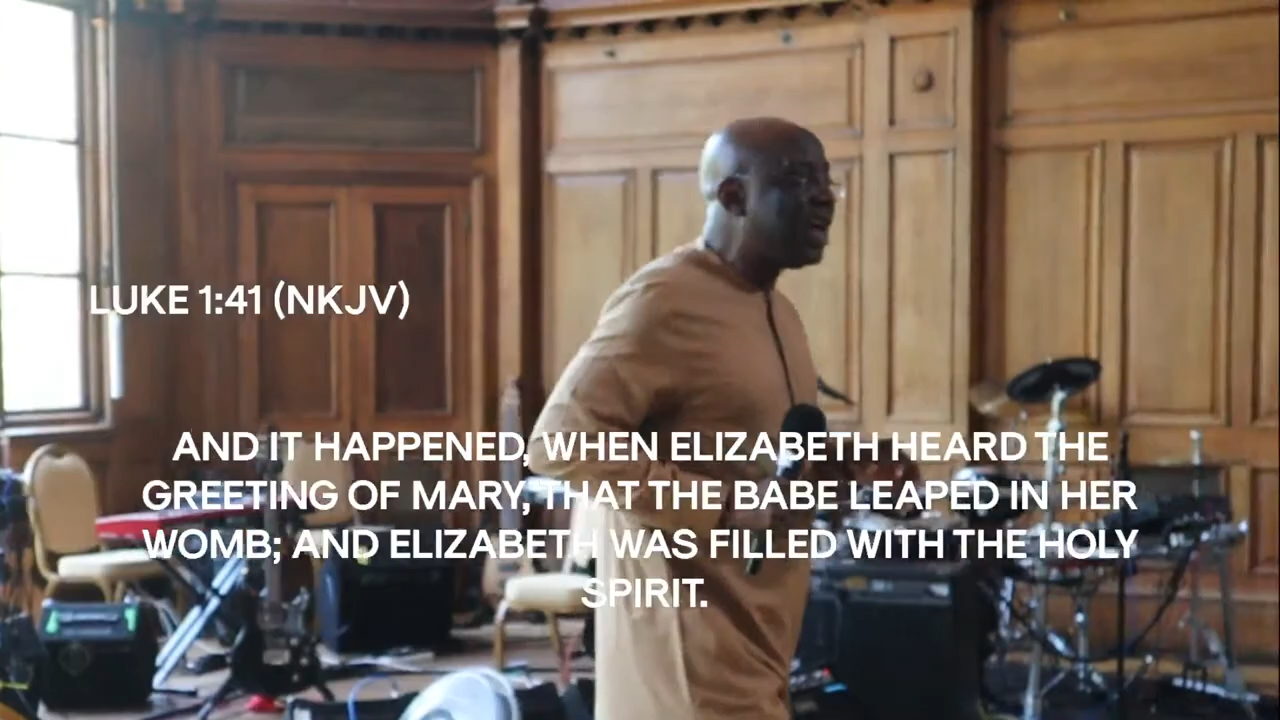 LUKE 1:41 (NKJV)
AND IT HAPPENED, WHEN ELIZABETH HEARD THE
GREETING OF MARY, THAT THE BABE LEAPED IN HER
WOMB; AND ELIZABETH WAS FILLED WITH THE HOLY
SPIRIT.